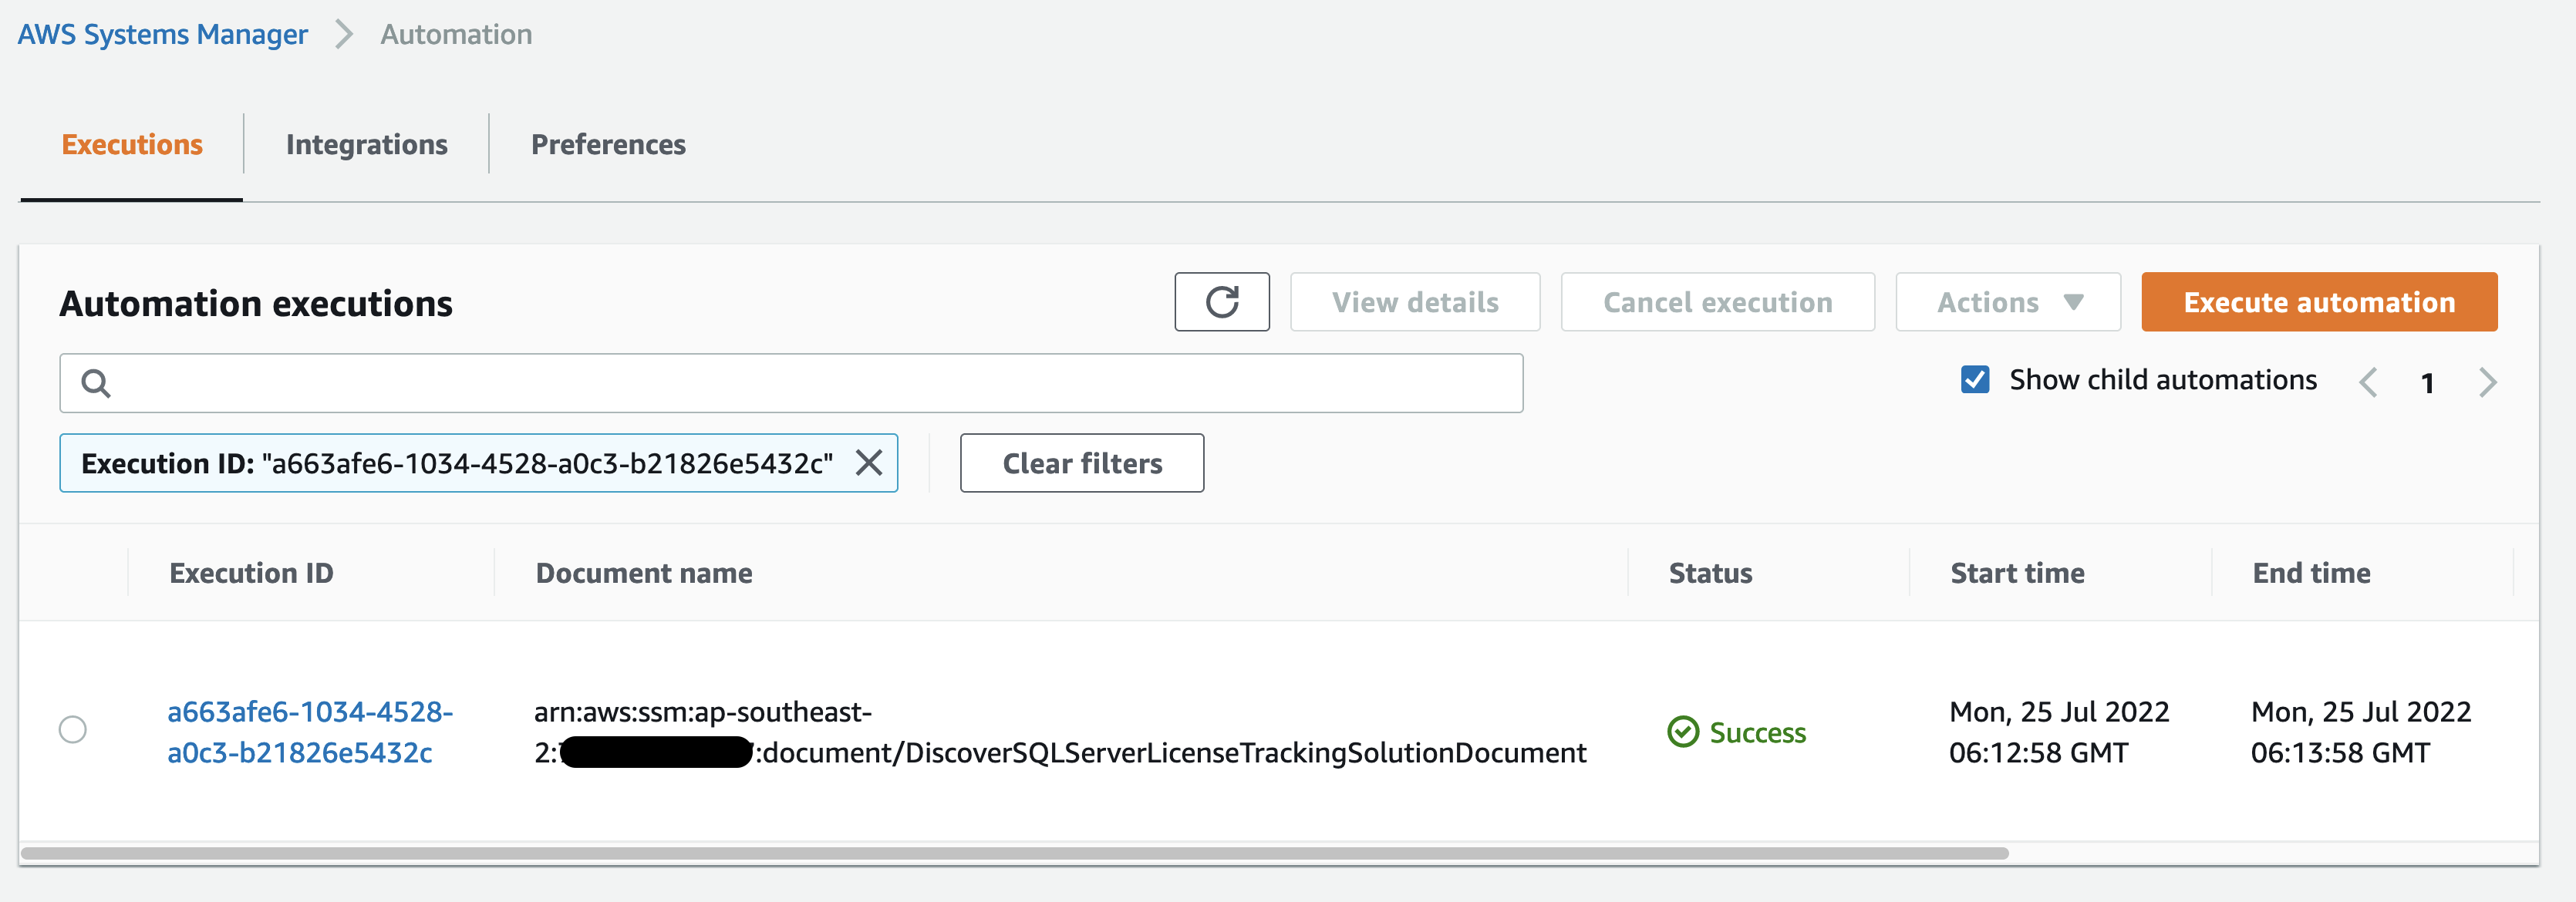 AWS Systems Manager > Automation
Executions Integrations Preferences
Automation executions View details Cancel execution Actions Execute automation
Show child automations 1
Execution ID: "a663afe6-1034-4528-a0c3-b21826e5432c" Clear filters
Execution ID Document name Status Start time End time
a663afe6-1034-4528-
a0c3-b21826e5432c
arn:aws:ssm:ap-southeast-
2: :document/DiscoverSQLServerLicenseTrackingSolutionDocument
Success
Mon, 25 Jul 2022
06:12:58 GMT
Mon, 25 Jul 2022
06:13:58 GMT